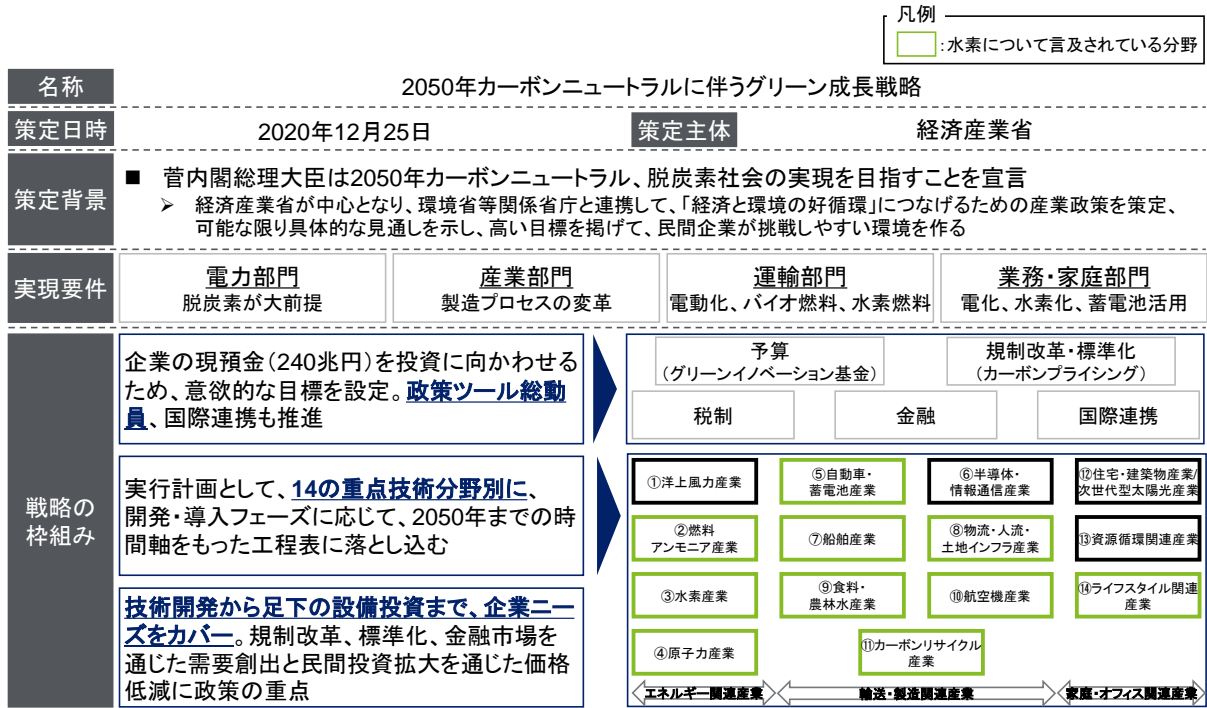 凡例
:水素について言及されている分野
名称
2050年カーボンニュートラルに伴うグリーン成長戦略
策定日時
2020年12月25日
策定主体
経済産業省
策定背景
■ 菅内閣総理大臣は2050年カーボンニュートラル、脱炭素社会の実現を目指すことを宣言
➢ 経済産業省が中心となり、環境省等関係省庁と連携して、「経済と環境の好循環」につなげるための産業政策を策定、
可能な限り具体的な見通しを示し、高い目標を掲げて、民間企業が挑戦しやすい環境を作る
実現要件
電力部門
脱炭素が大前提
産業部門
製造プロセスの変革
運輸部門
電動化、バイオ燃料、水素燃料
業務・家庭部門
電化、水素化、蓄電池活用
戦略の
枠組み
企業の現預金(240兆円)を投資に向かわせる
ため、意欲的な目標を設定。政策ツール総動
員、国際連携も推進
予算
(グリーンイノベーション基金)
規制改革・標準化
(カーボンプライシング)
税制
金融
国際連携
実行計画として、14の重点技術分野別に、
開発・導入フェーズに応じて、2050年までの時
間軸をもった工程表に落とし込む
技術開発から足下の設備投資まで、企業ニー
ズをカバー。規制改革、標準化、金融市場を
通じた需要創出と民間投資拡大を通じた価格
低減に政策の重点
①洋上風力産業
⑤自動車・
蓄電池産業
⑥半導体・
情報通信産業
⑫住宅・建築物産業/
次世代型太陽光産業
②燃料
アンモニア産業
⑦船舶産業
⑧物流・人流・
土地インフラ産業
⑬資源循環関連産業
③水素産業
⑨食料・
農林水産業
⑩航空機産業
⑭ライフスタイル関連
産業
④原子力産業
⑪カーボンリサイクル
産業
エネルギー関連産業
輸送・製造関連産業
家庭・オフィス関連産業